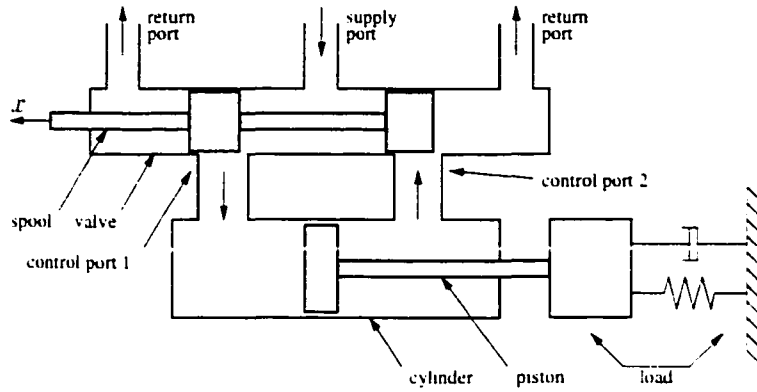 return
port
supply
port
return
port
x
control port 2
spool
valve
control port 1
cylinder
piston
load